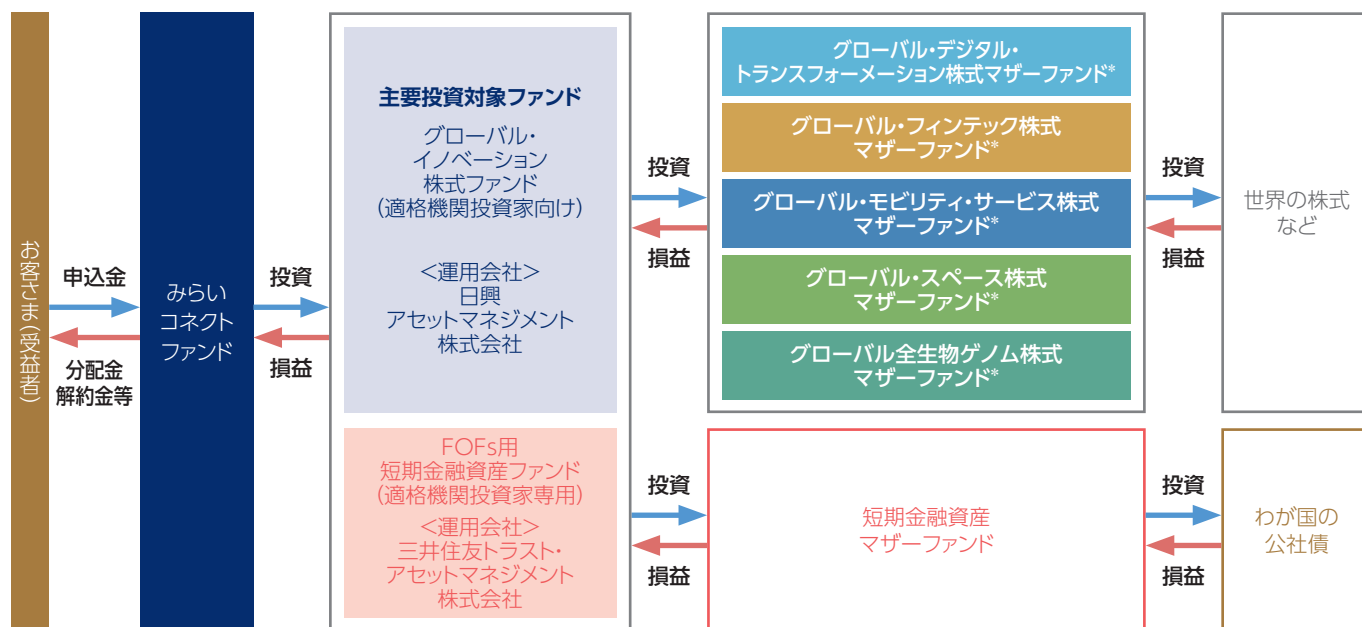 お客さま(受益者)
申込金
分配金
解約金等
みらい
コネクト
ファンド
投資
損益
主要投資対象ファンド
グローバル・
イノベーション
株式ファンド
(適格機関投資家向け)
<運用会社>
日興
アセットマネジメント
株式会社
FOFs用
短期金融資産ファンド
(適格機関投資家専用)
<運用会社>
三井住友トラスト・
アセットマネジメント
株式会社
投資
損益
投資
損益
グローバル・デジタル・
トランスフォーメーション株式マザーファンド*
グローバル・フィンテック株式
マザーファンド*
グローバル・モビリティ・サービス株式
マザーファンド*
グローバル・スペース株式
マザーファンド*
グローバル全生物ゲノム株式
マザーファンド*
短期金融資産
マザーファンド
投資
損益
投資
損益
世界の株式
など
わが国の
公社債